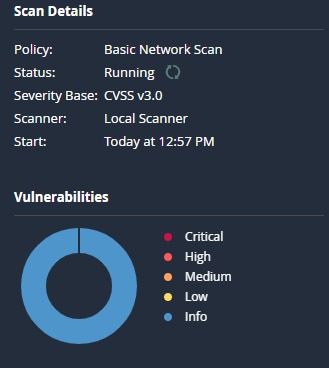 Scan Details
Policy: Basic Network Scan
Status: Running
Severity Base: CVSS v3.0
Scanner: Local Scanner
Start: Today at 12:57 PM
Vulnerabilities
Critical
High
Medium
Low
Info